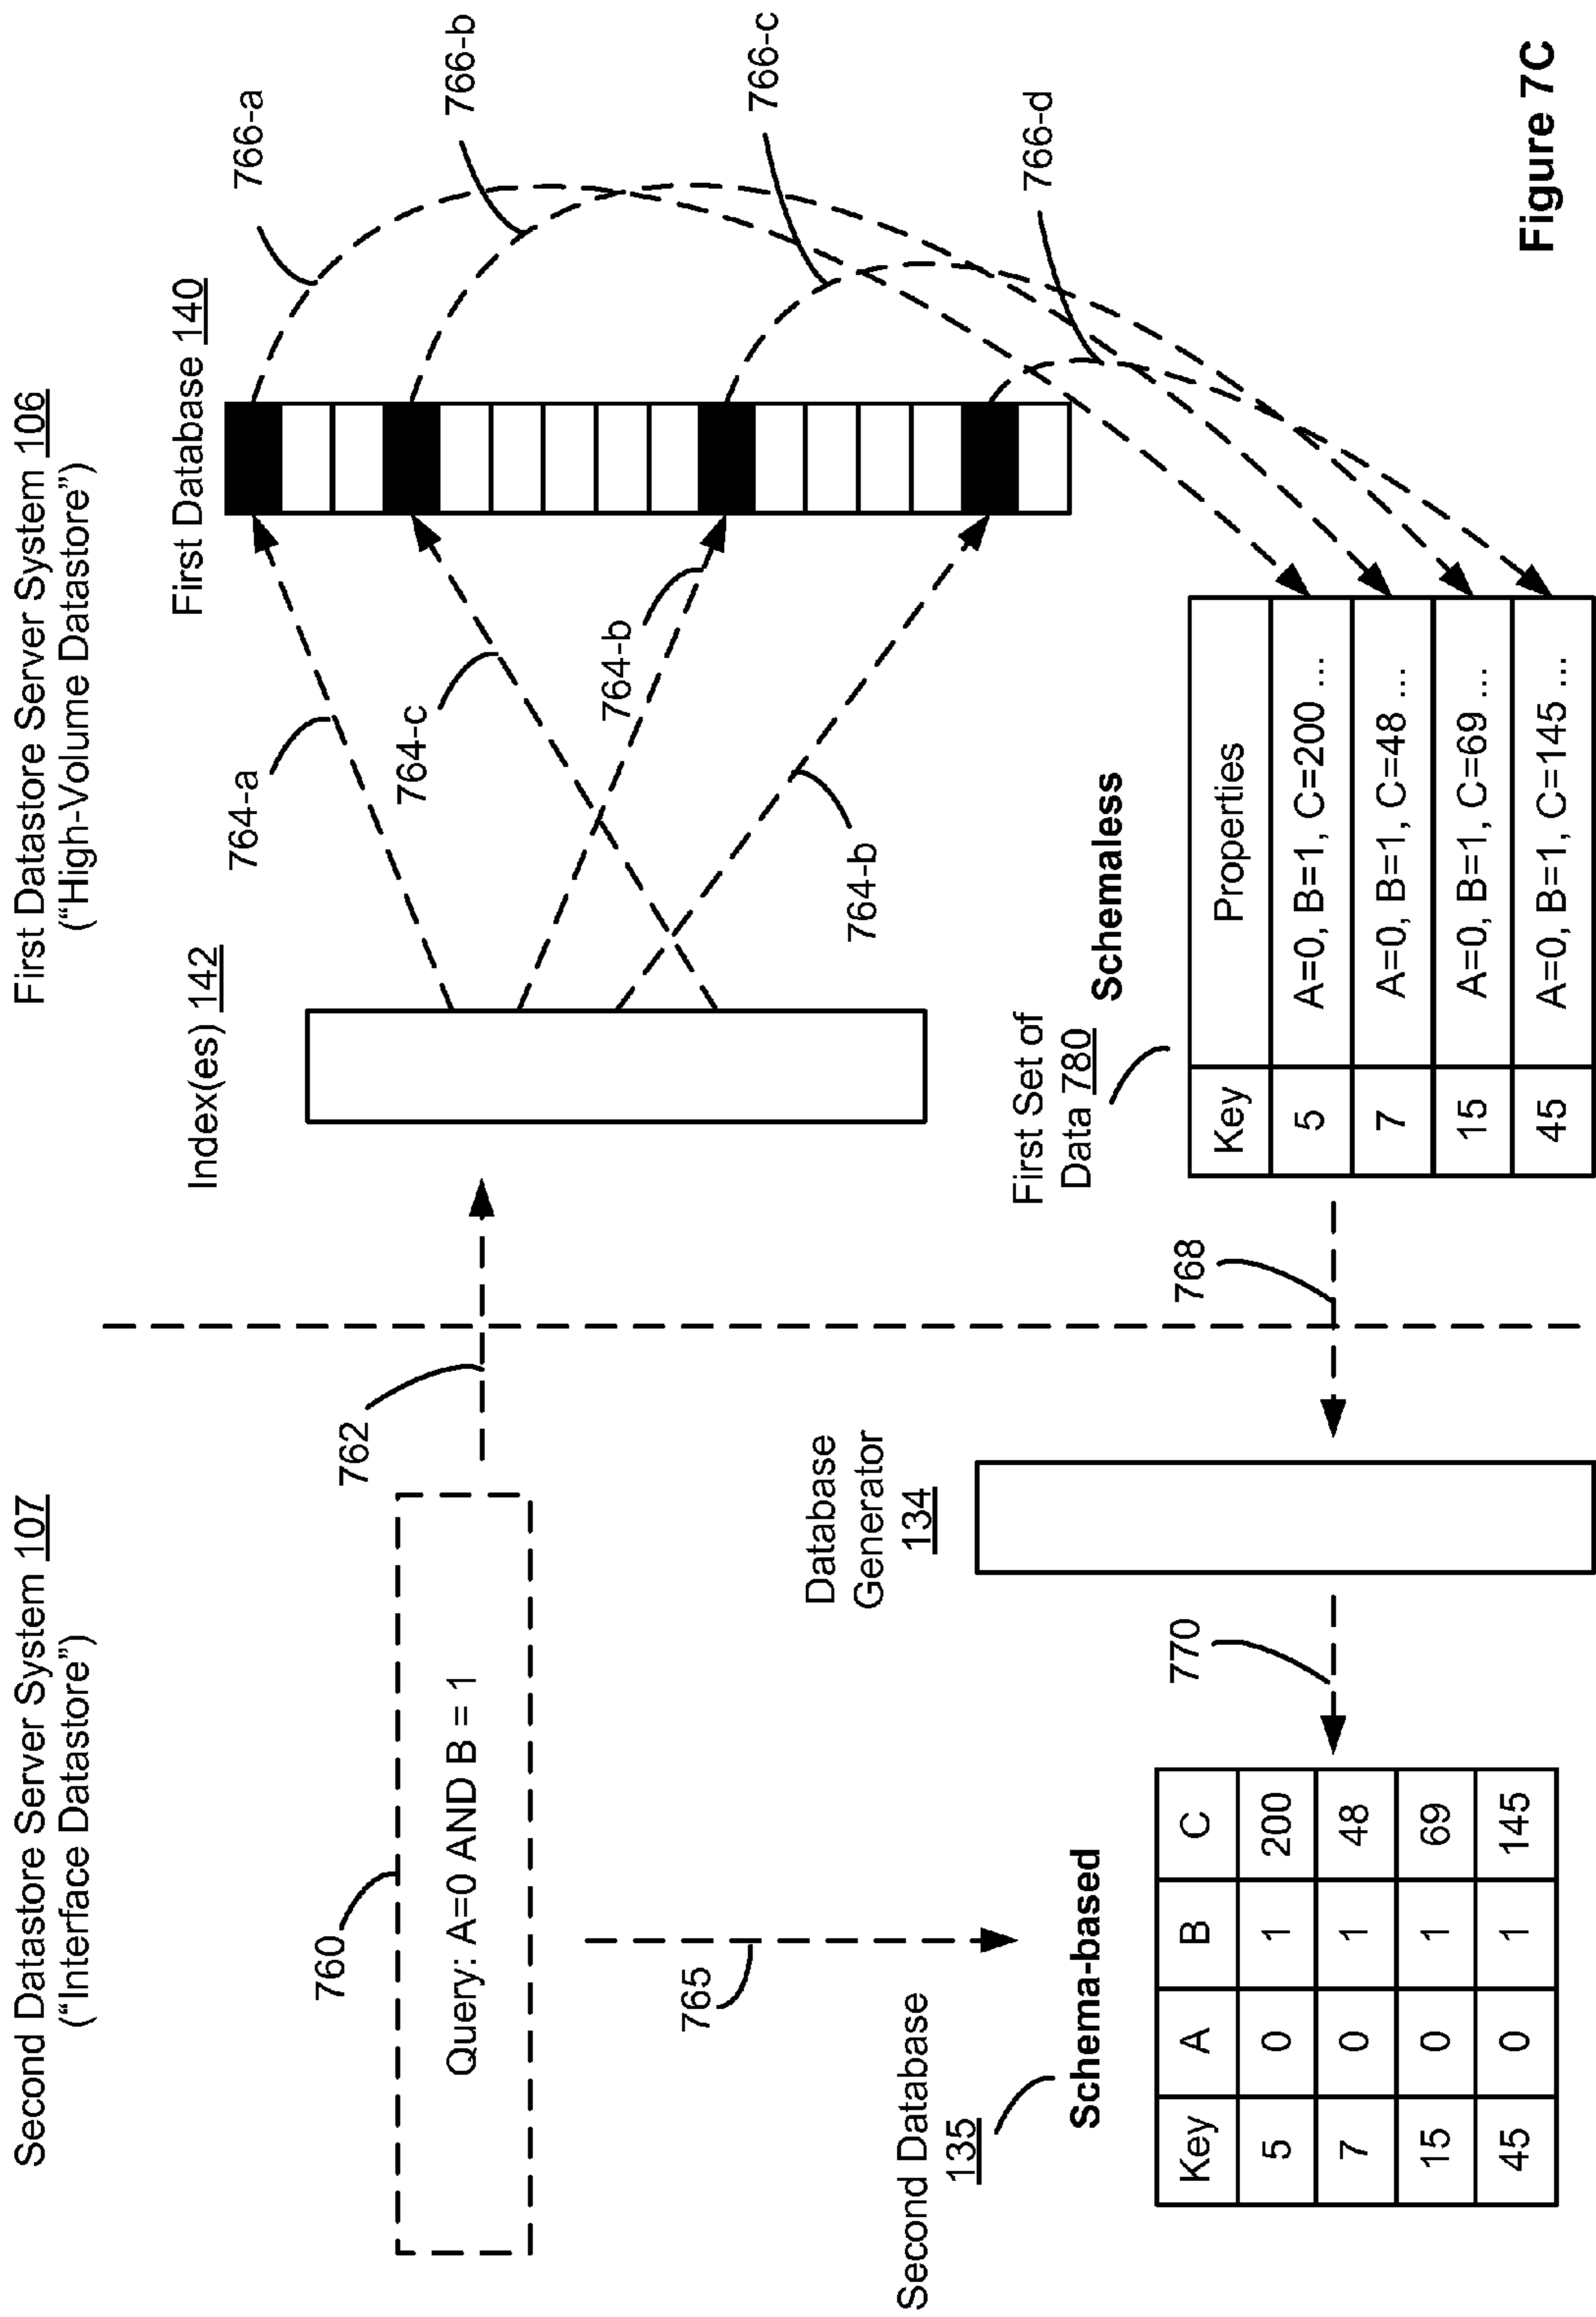 Second Datastore Server System 107
("Interface Datastore")
First Datastore Server System 106
("High-Volume Datastore")
760
Query: A=0 AND B = 1
762
765
Index(es) 142
First Database 140
764-a
764-c
764-b
764-b
766-a
766-b
766-c
766-d
Second Database
135
Schema-based
Key A B C
5 0 1 200
7 0 1 48
15 0 1 69
45 0 1 145
770
Database
Generator
134
768
First Set of
Data 780
Schemaless
Key Properties
5 A=0, B=1, C=200 ...
7 A=0, B=1, C=48 ...
15 A=0, B=1, C=69 ...
45 A=0, B=1, C=145 ...
Figure 7C